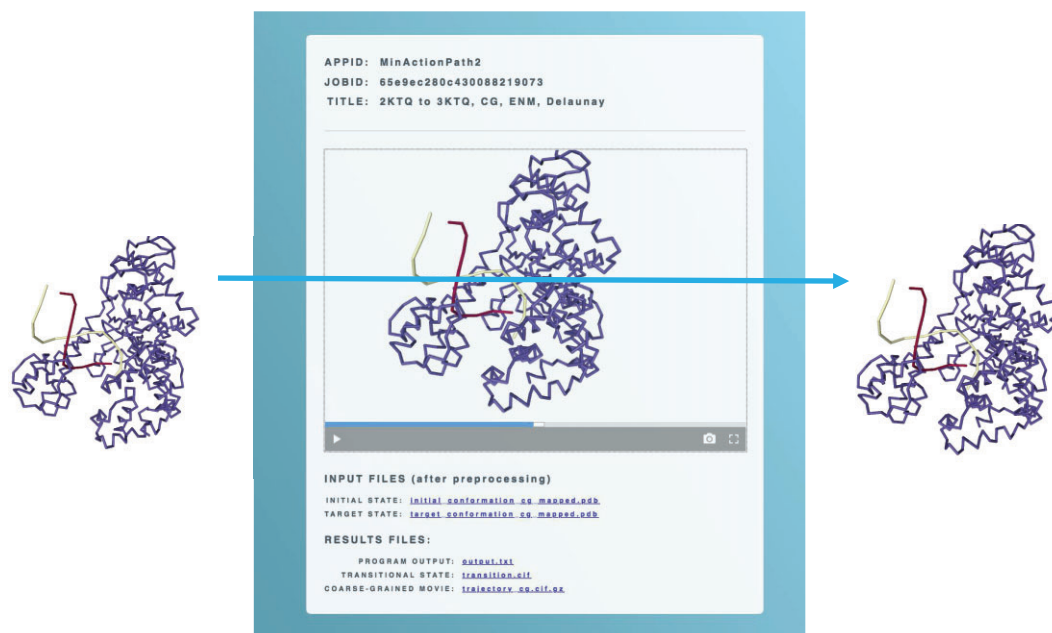 APPID: MinActionPath2
JOBID: 65e9ec280c430088219073
TITLE: 2KTQ to 3KTQ, CG, ENM, Delaunay
INPUT FILES (after preprocessing)
INITIAL STATE: initial_conformation_cg_mapped.pdb
TARGET STATE: target_conformation_cg_mapped.pdb
RESULTS FILES:
PROGRAM OUTPUT: output.txt
TRANSITIONAL STATE: transition.cif
COARSE-GRAINED MOVIE: trajectory_cg.cif.gz